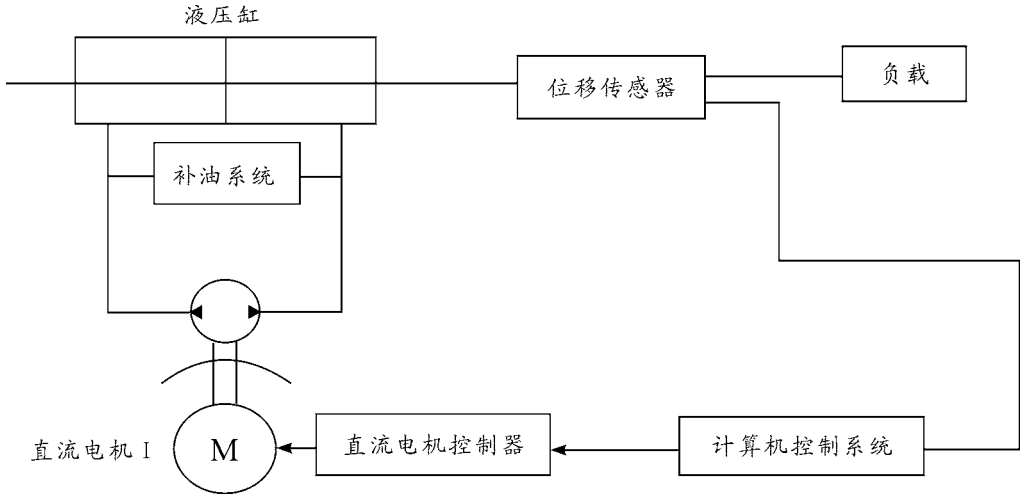 液压缸
位移传感器
负载
补油系统
直流电机 I
M
直流电机控制器
计算机控制系统